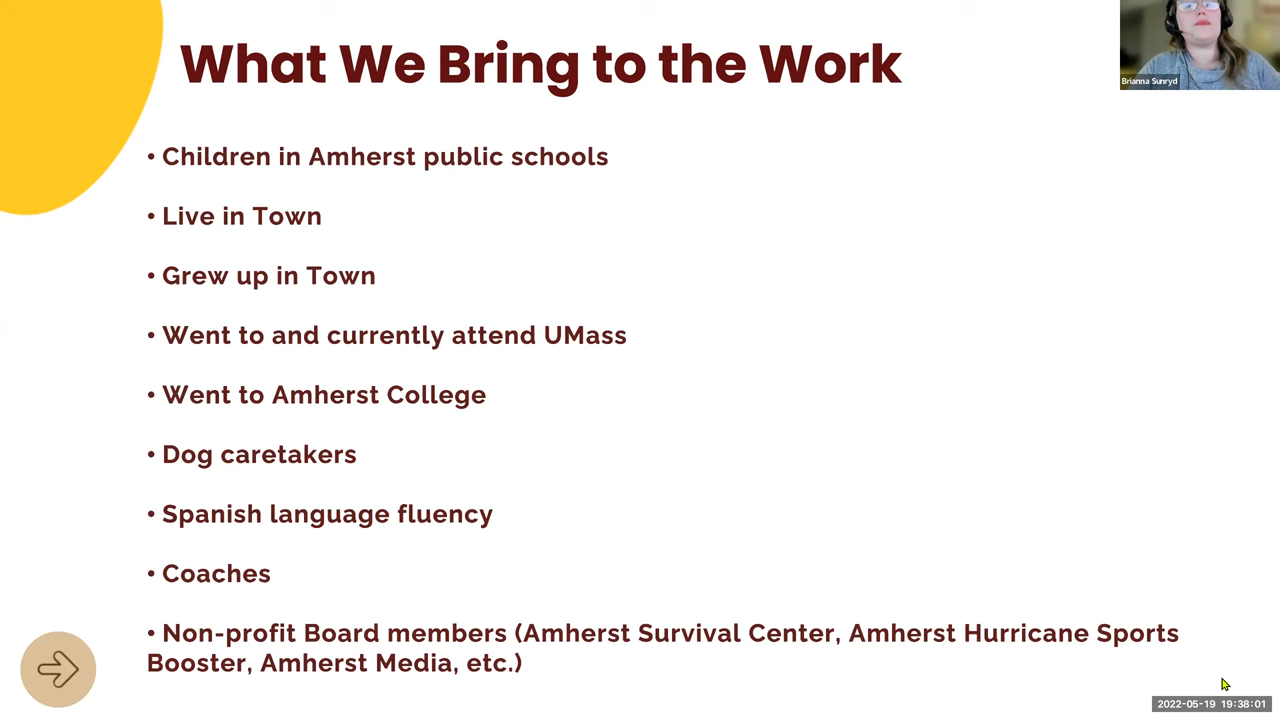 What We Bring to the Work
Brianna Sunryd
• Children in Amherst public schools
• Live in Town
• Grew up in Town
• Went to and currently attend UMass
• Went to Amherst College
• Dog caretakers
• Spanish language fluency
• Coaches
• Non-profit Board members (Amherst Survival Center, Amherst Hurricane Sports
Booster, Amherst Media, etc.)
2022-05-19 19:38:01